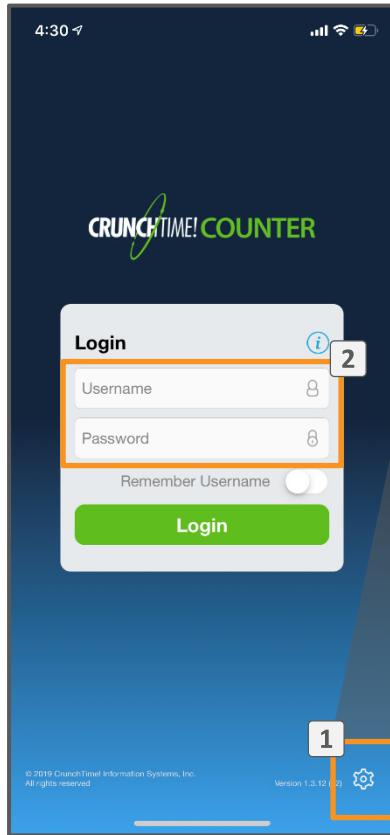 4:30
CRUNCHTIME! COUNTER
Login
2
Username
Password
Remember Username
Login
1
© 2019 CrunchTime! Information Systems, Inc.
All rights reserved
Version 1.3.12